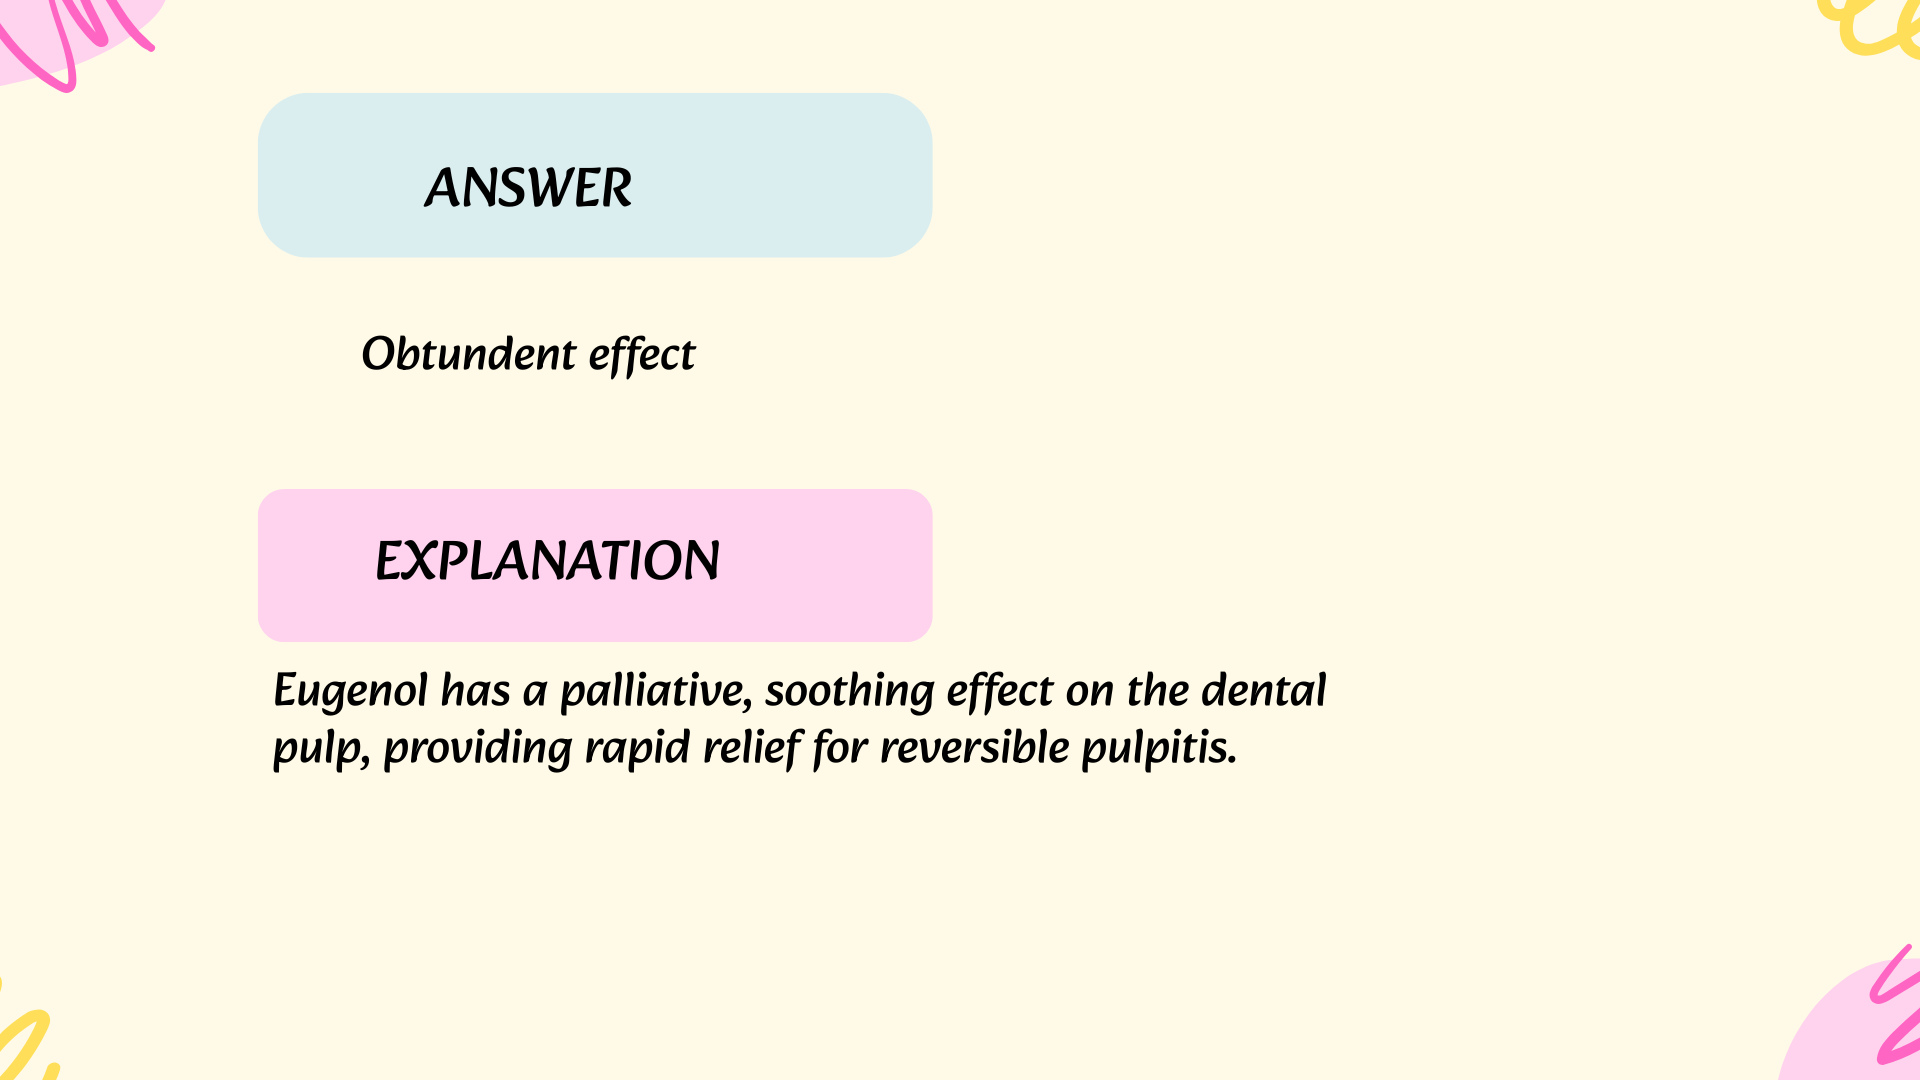 ANSWER
Obtundent effect
EXPLANATION
Eugenol has a palliative, soothing effect on the dental
pulp, providing rapid relief for reversible pulpitis.